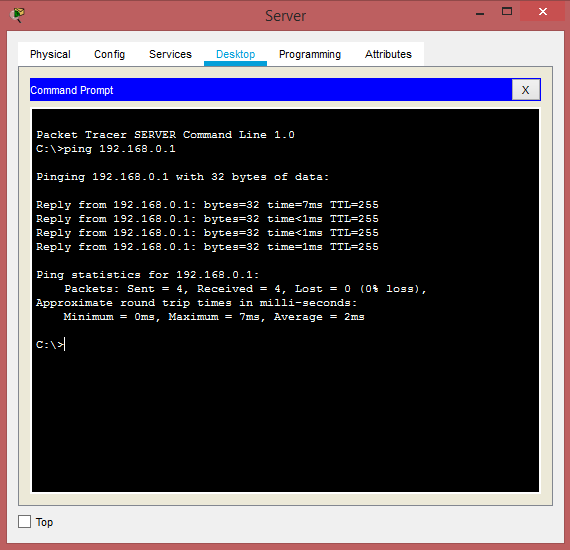 Server
Physical Config Services Desktop Programming Attributes
Command Prompt X
Packet Tracer SERVER Command Line 1.0
C:\>ping 192.168.0.1
Pinging 192.168.0.1 with 32 bytes of data:
Reply from 192.168.0.1: bytes=32 time=7ms TTL=255
Reply from 192.168.0.1: bytes=32 time<1ms TTL=255
Reply from 192.168.0.1: bytes=32 time<1ms TTL=255
Reply from 192.168.0.1: bytes=32 time=1ms TTL=255
Ping statistics for 192.168.0.1:
    Packets: Sent = 4, Received = 4, Lost = 0 (0% loss),
Approximate round trip times in milli-seconds:
    Minimum = 0ms, Maximum = 7ms, Average = 2ms
C:\>
Top